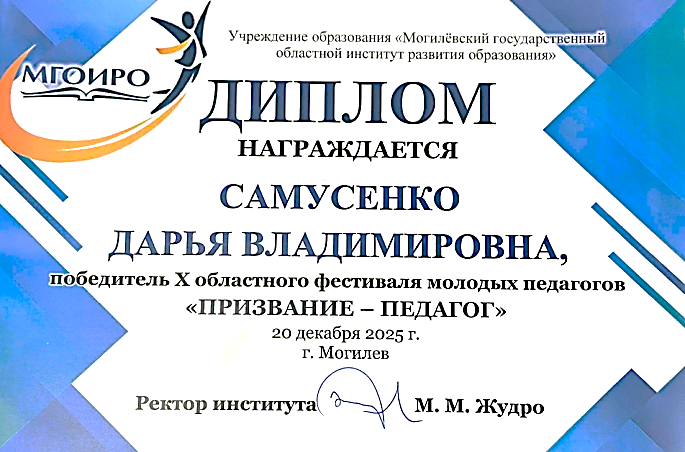 Учреждение образования «Могилёвский государственный
областной институт развития образования»
МГОИРО
ДИПЛОМ
НАГРАЖДАЕТСЯ
САМУСЕНКО
ДАРЬЯ ВЛАДИМИРОВНА,
победитель X областного фестиваля молодых педагогов
«ПРИЗВАНИЕ – ПЕДАГОГ»
20 декабря 2025 г.
г. Могилев
Ректор института М. М. Жудро